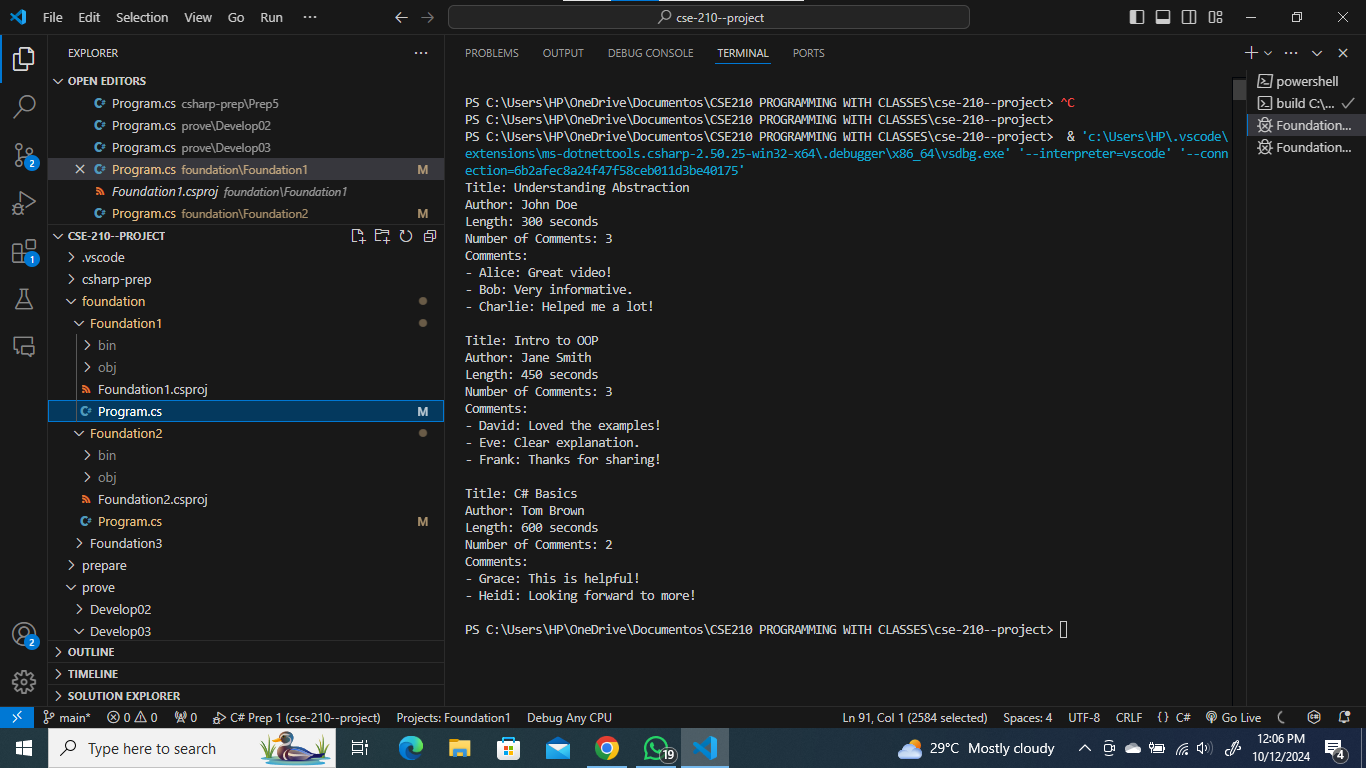 File Edit Selection View Go Run ··· cse-210--project
EXPLORER
OPEN EDITORS
Program.cs csharp-prep\Prep5
Program.cs prove\Develop02
Program.cs prove\Develop03
Program.cs foundation\Foundation1 M
Foundation1.csproj foundation\Foundation1
Program.cs foundation\Foundation2 M
CSE-210--PROJECT
.vscode
csharp-prep
foundation
Foundation1
bin
obj
Foundation1.csproj
Program.cs M
Foundation2
bin
obj
Foundation2.csproj
Program.cs M
Foundation3
prepare
prove
Develop02
Develop03
OUTLINE
TIMELINE
SOLUTION EXPLORER
2
1
2
PROBLEMS OUTPUT DEBUG CONSOLE TERMINAL PORTS
PS C:\Users\HP\OneDrive\Documentos\CSE210 PROGRAMMING WITH CLASSES\cse-210--project> ^C
PS C:\Users\HP\OneDrive\Documentos\CSE210 PROGRAMMING WITH CLASSES\cse-210--project>
PS C:\Users\HP\OneDrive\Documentos\CSE210 PROGRAMMING WITH CLASSES\cse-210--project> & 'c:\Users\HP\.vscode\
extensions\ms-dotnettools.csharp-2.50.25-win32-x64\.debugger\x86_64\vsdbg.exe' '--interpreter=vscode' '--conn
ection=6b2afec8a24f47f58ceb011d3be40175'
Title: Understanding Abstraction
Author: John Doe
Length: 300 seconds
Number of Comments: 3
Comments:
- Alice: Great video!
- Bob: Very informative.
- Charlie: Helped me a lot!
Title: Intro to OOP
Author: Jane Smith
Length: 450 seconds
Number of Comments: 3
Comments:
- David: Loved the examples!
- Eve: Clear explanation.
- Frank: Thanks for sharing!
Title: C# Basics
Author: Tom Brown
Length: 600 seconds
Number of Comments: 2
Comments:
- Grace: This is helpful!
- Heidi: Looking forward to more!
PS C:\Users\HP\OneDrive\Documentos\CSE210 PROGRAMMING WITH CLASSES\cse-210--project>
powershell
build C:\...
Foundation...
Foundation...
main* 0 0 0 C# Prep 1 (cse-210--project) Projects: Foundation1 Debug Any CPU Ln 91, Col 1 (2584 selected) Spaces: 4 UTF-8 CRLF {} C# Go Live
Type here to search 19 29°C Mostly cloudy 12:06 PM
10/12/2024 4